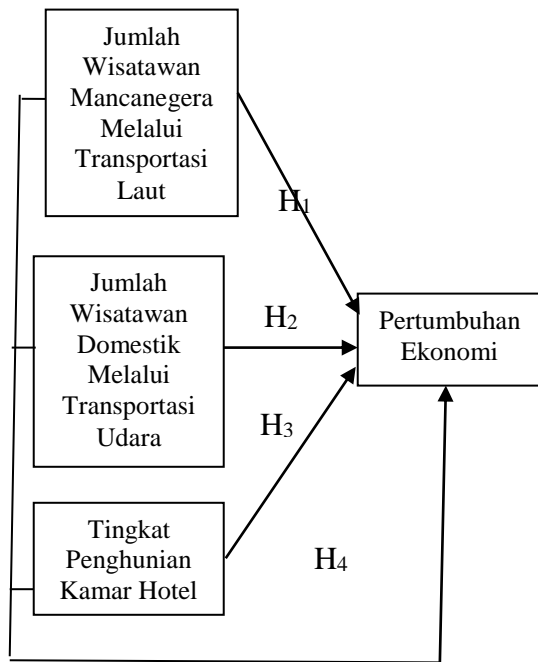 Jumlah
Wisatawan
Mancanegera
Melalui
Transportasi
Laut
H1
Jumlah
Wisatawan
Domestik
Melalui
Transportasi
Udara
H2
Pertumbuhan
Ekonomi
H3
Tingkat
Penghunian
Kamar Hotel
H4